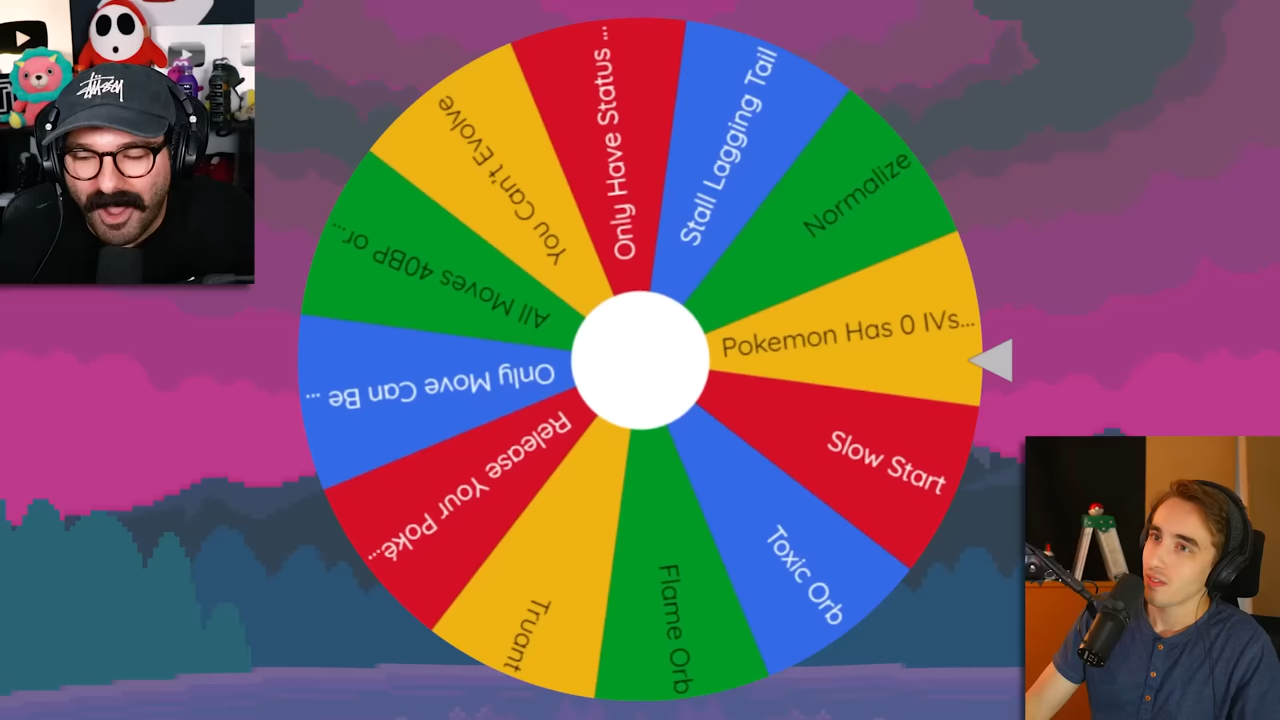 Only Have Status ...
Stall Lagging Tail
Normalize
Pokemon Has 0 IVs...
Slow Start
Toxic Orb
Flame Orb
Truant
Release Your Poké...
Only Move Can Be ...
All Moves 40BP or...
You Can't Evolve